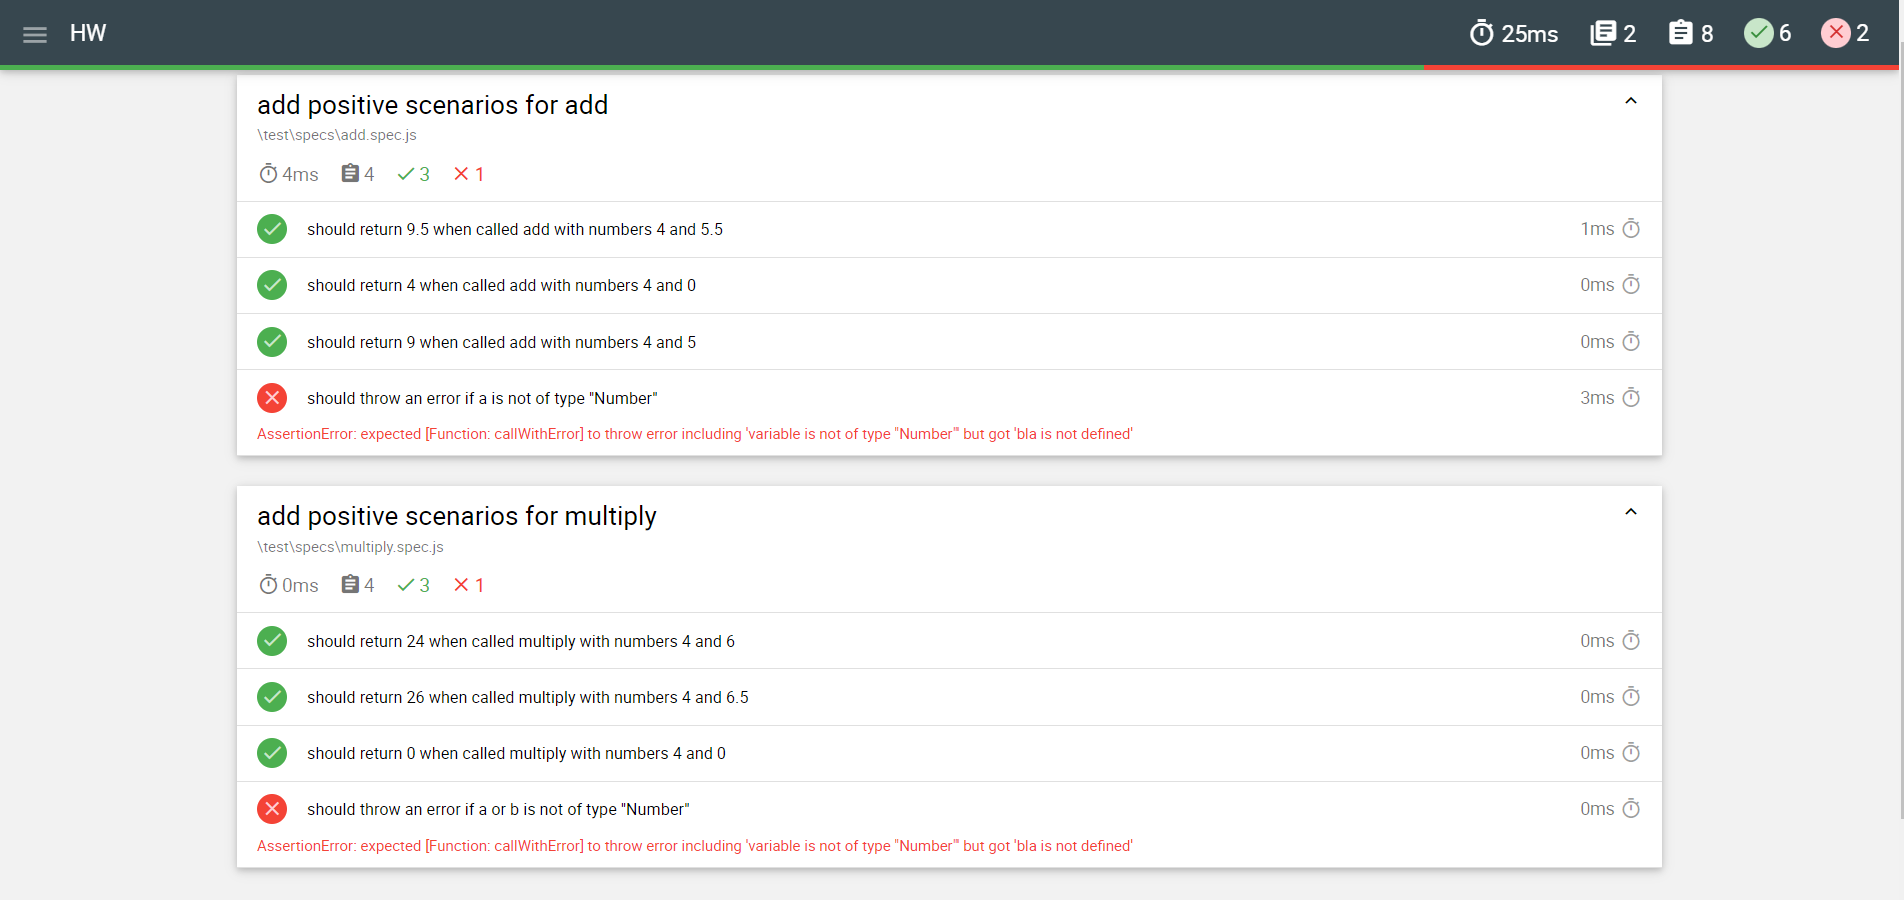 HW 25ms 2 8 6 2
add positive scenarios for add
\test\specs\add.spec.js
4ms 4 3 1
should return 9.5 when called add with numbers 4 and 5.5 1ms
should return 4 when called add with numbers 4 and 0 0ms
should return 9 when called add with numbers 4 and 5 0ms
should throw an error if a is not of type "Number" 3ms
AssertionError: expected [Function: callWithError] to throw error including 'variable is not of type "Number"' but got 'bla is not defined'
add positive scenarios for multiply
\test\specs\multiply.spec.js
0ms 4 3 1
should return 24 when called multiply with numbers 4 and 6 0ms
should return 26 when called multiply with numbers 4 and 6.5 0ms
should return 0 when called multiply with numbers 4 and 0 0ms
should throw an error if a or b is not of type "Number" 0ms
AssertionError: expected [Function: callWithError] to throw error including 'variable is not of type "Number"' but got 'bla is not defined'